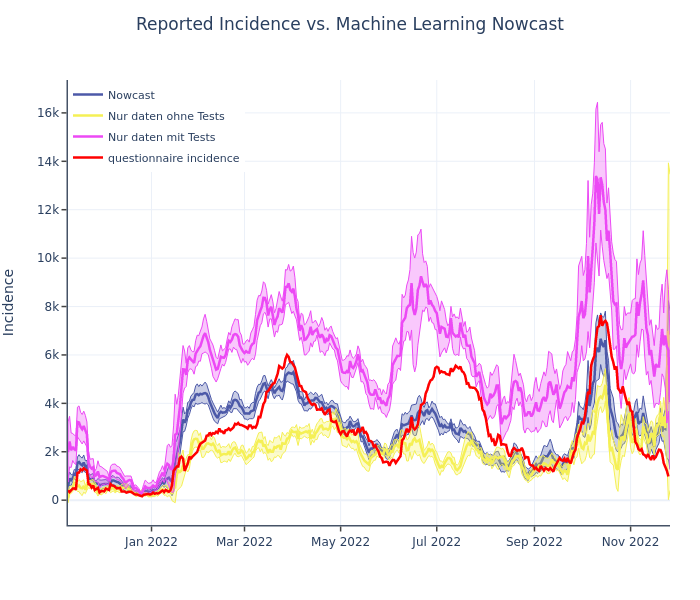 Reported Incidence vs. Machine Learning Nowcast
Nowcast
Nur daten ohne Tests
Nur daten mit Tests
questionnaire incidence
Incidence
16k
14k
12k
10k
8k
6k
4k
2k
0
Jan 2022
Mar 2022
May 2022
Jul 2022
Sep 2022
Nov 2022